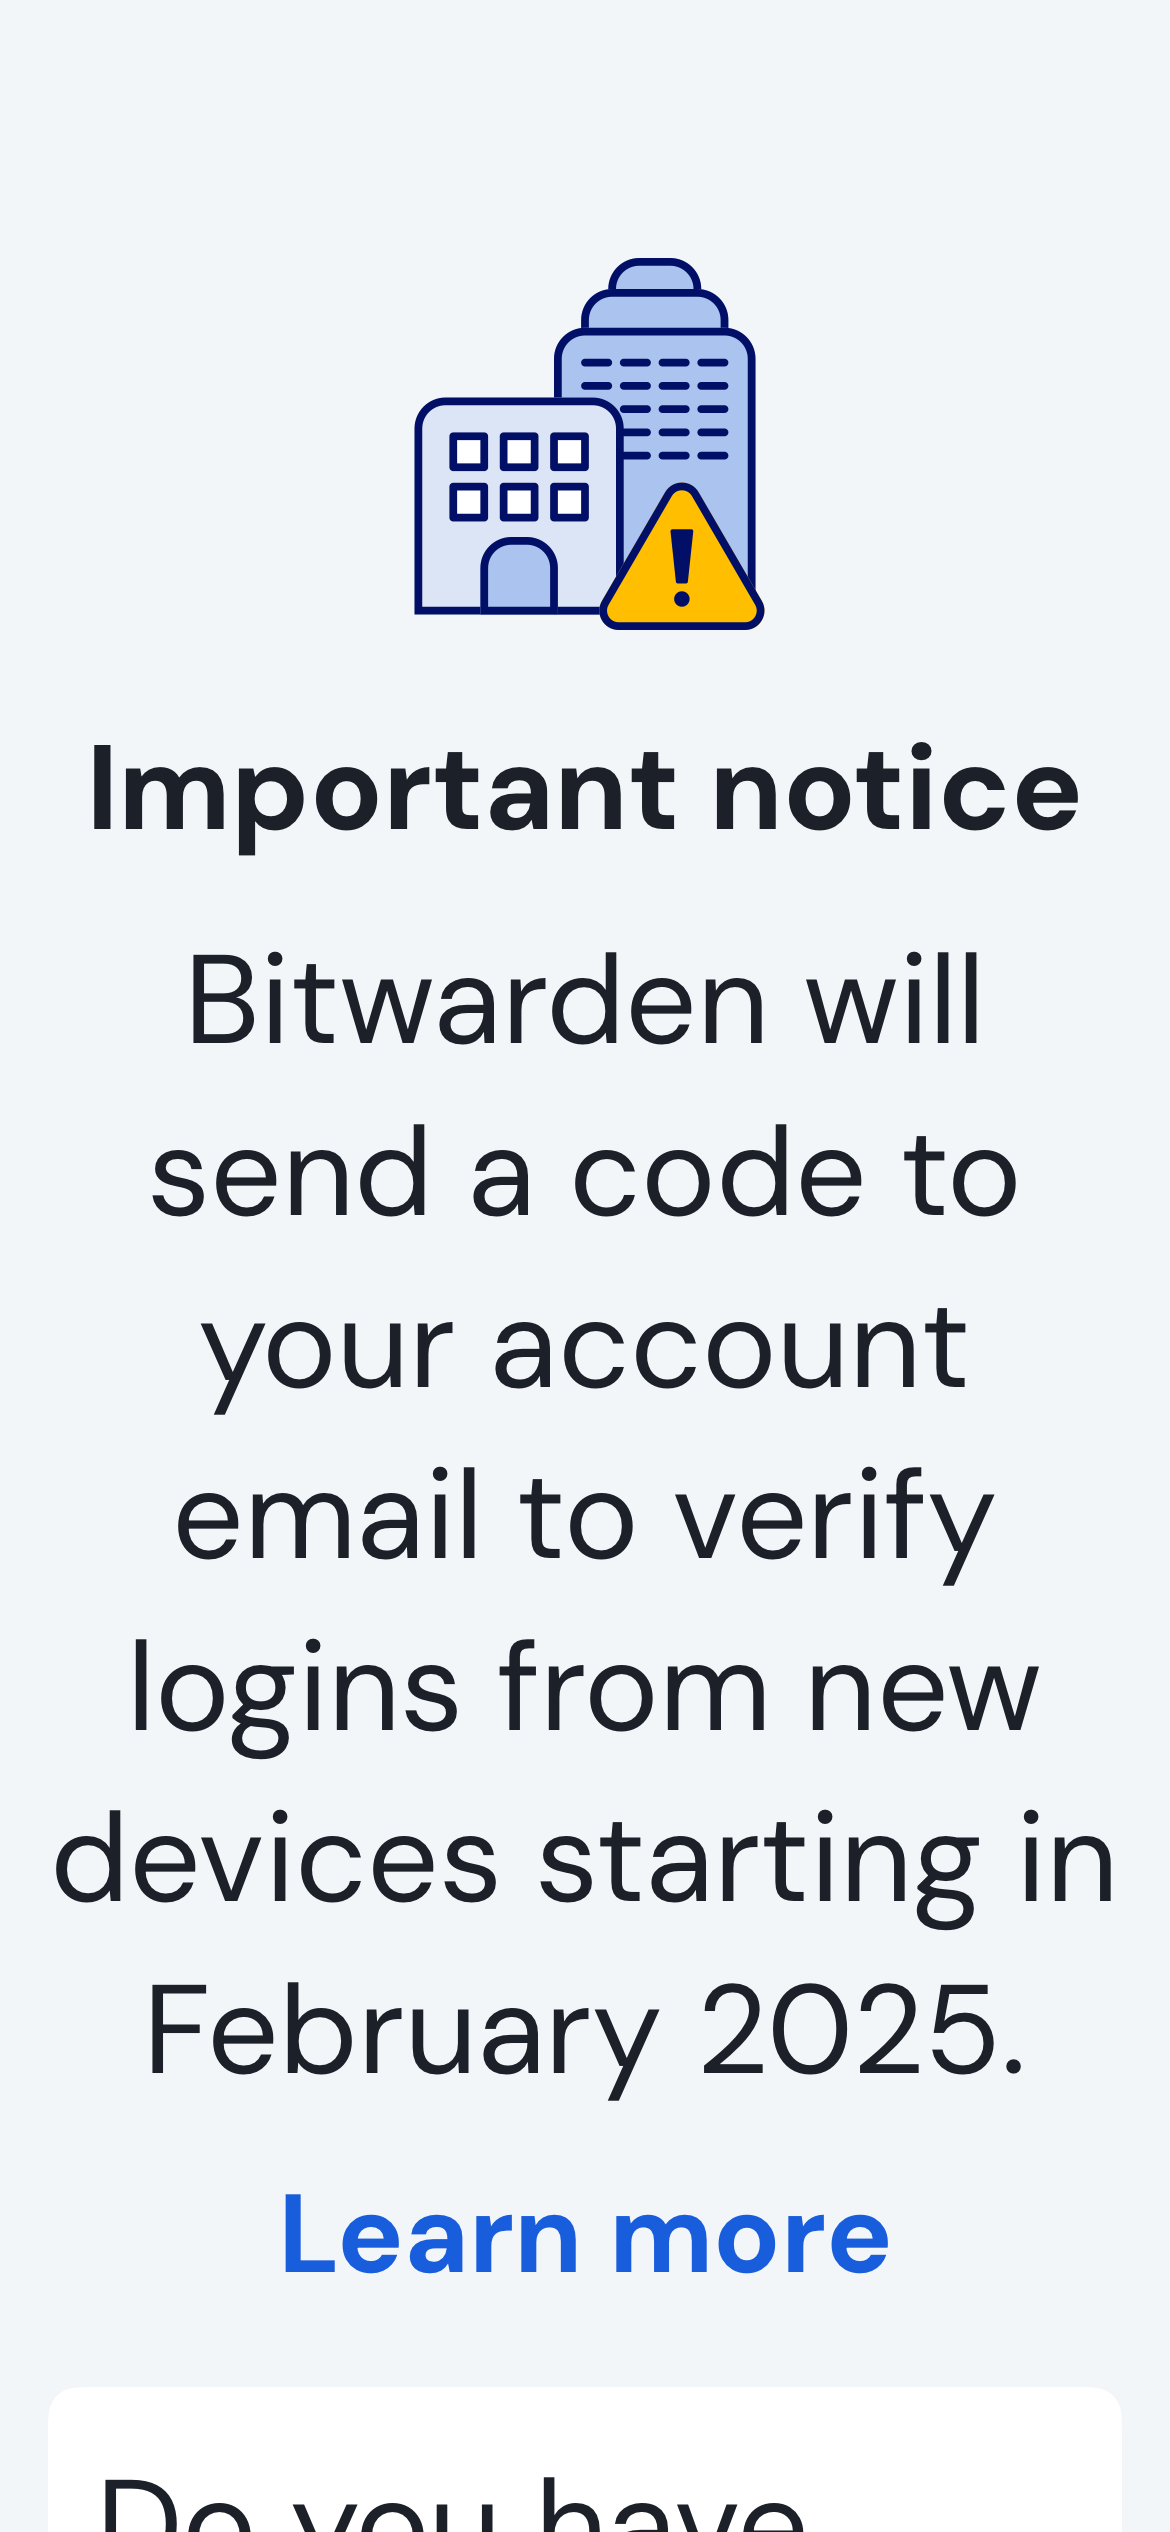 Important notice
Bitwarden will
send a code to
your account
email to verify
logins from new
devices starting in
February 2025.
Learn more
Do you have